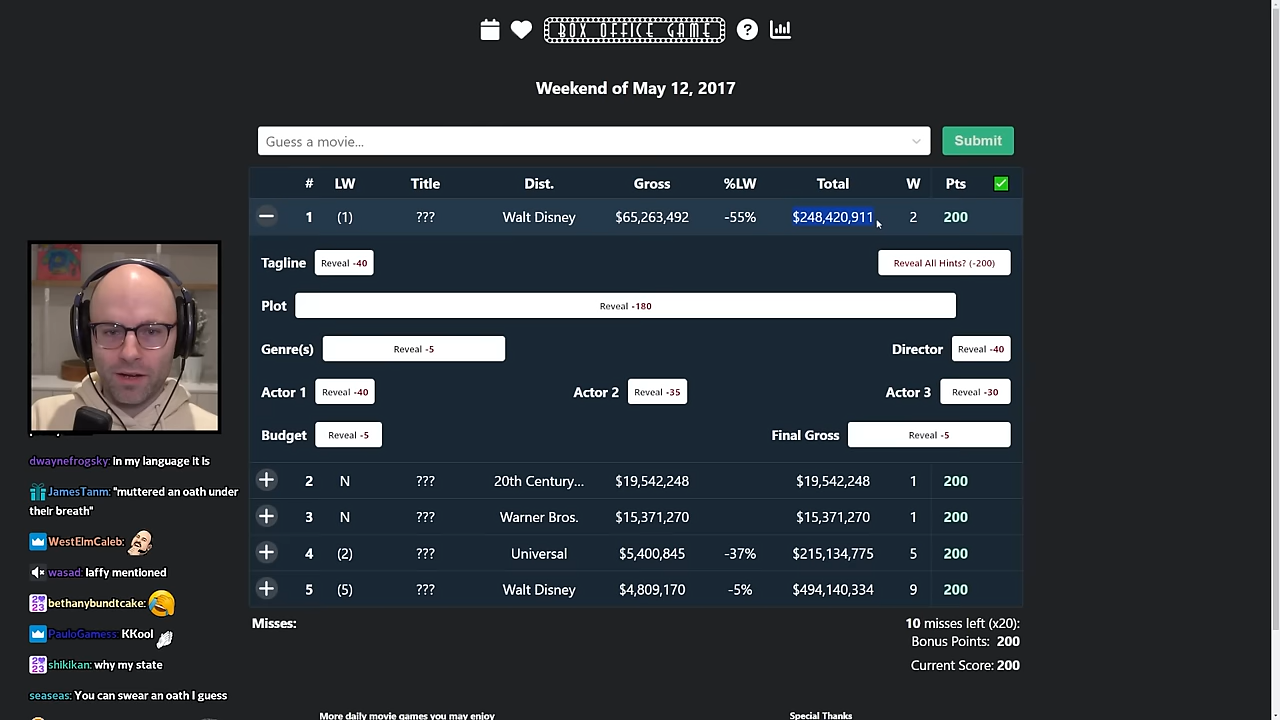 BOX OFFICE GAME
?
Weekend of May 12, 2017
Guess a movie...
Submit
# LW Title Dist. Gross %LW Total W Pts
1 (1) ??? Walt Disney $65,263,492 -55% $248,420,911 2 200
Tagline Reveal -40 Reveal All Hints? (-200)
Plot Reveal -180
Genre(s) Reveal -5 Director Reveal -40
Actor 1 Reveal -40 Actor 2 Reveal -35 Actor 3 Reveal -30
Budget Reveal -5 Final Gross Reveal -5
2 N ??? 20th Century... $19,542,248 $19,542,248 1 200
3 N ??? Warner Bros. $15,371,270 $15,371,270 1 200
4 (2) ??? Universal $5,400,845 -37% $215,134,775 5 200
5 (5) ??? Walt Disney $4,809,170 -5% $494,140,334 9 200
Misses:
10 misses left (x20):
Bonus Points: 200
Current Score: 200
More daily movie games you may enjoy
Special Thanks
dwaynefrogsky: In my language it is
JamesTanm: "muttered an oath under
their breath"
WestElmCaleb:
wasad: laffy mentioned
bethanybundtcake:
PauloGamess: KKool
shikikan: why my state
seaseas: You can swear an oath I guess